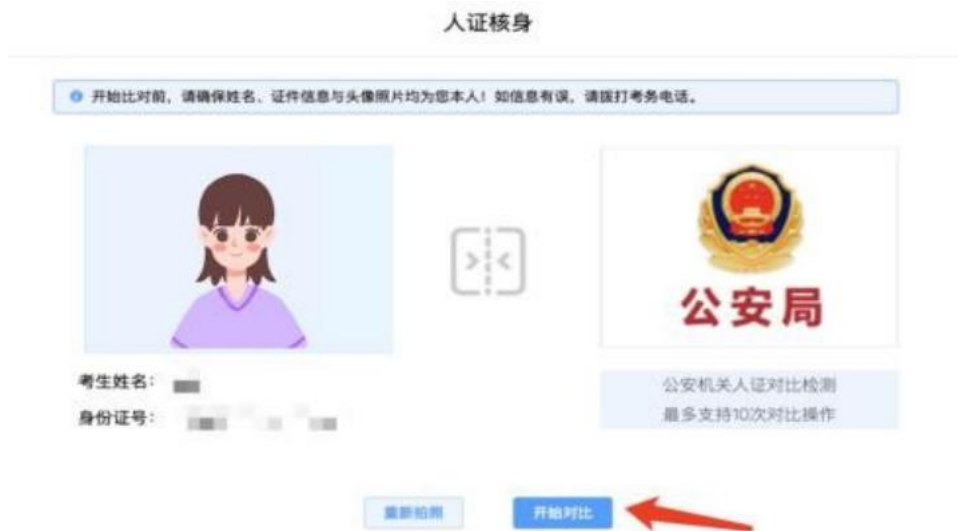 人证核身
开始比对前，请确保姓名、证件信息与头像照片均为您本人！如信息有误，请拨打考务电话。
公安局
考生姓名：
身份证号：
公安机关人证对比检测
最多支持10次对比操作
重新拍照
开始对比